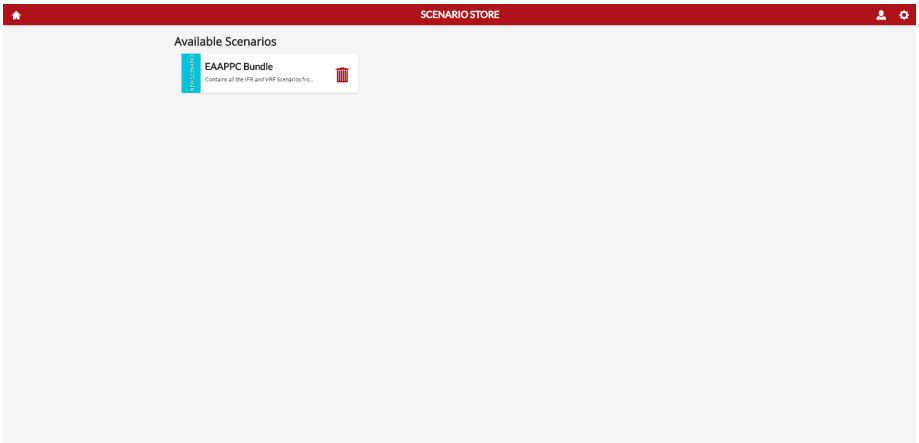 SCENARIO STORE
Available Scenarios
NEW SCENARIO
EAAPPC Bundle
Contains all the IFR and VRF Scenarios fro...